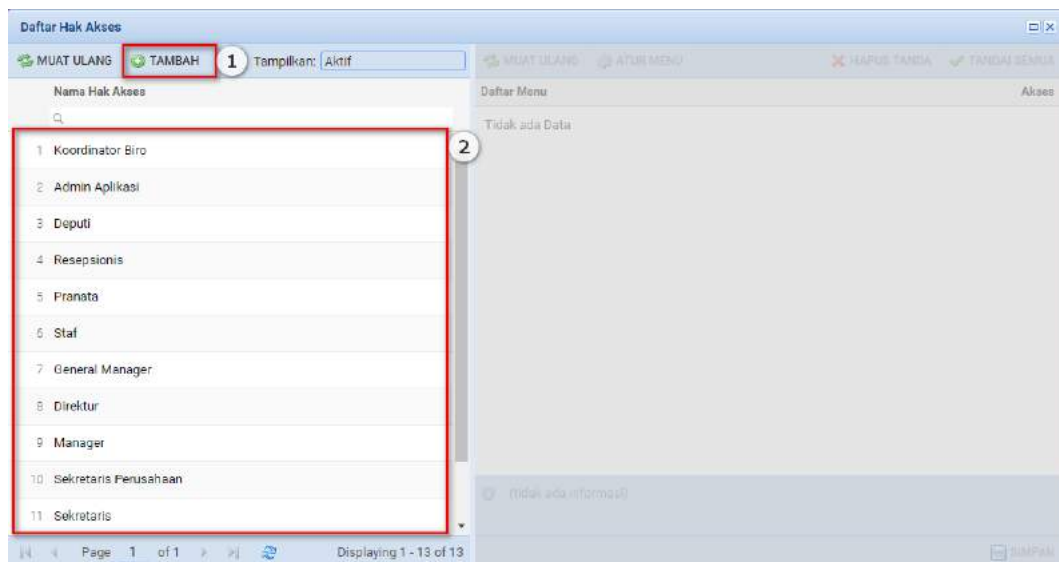 Daftar Hak Akses
MUAT ULANG TAMBAH 1 Tampilkan: Aktif
MUAT ULANG ATUR MENU HAPUS TANDA TANDAI SEMUA
Nama Hak Akses
Daftar Menu Akses
Tidak ada Data
2
1 Koordinator Biro
2 Admin Aplikasi
3 Deputi
4 Resepsionis
5 Pranata
6 Staf
7 General Manager
8 Direktur
9 Manager
10 Sekretaris Perusahaan
11 Sekretaris
(tidak ada informasi)
Page 1 of 1 Displaying 1 - 13 of 13
SIMPAN